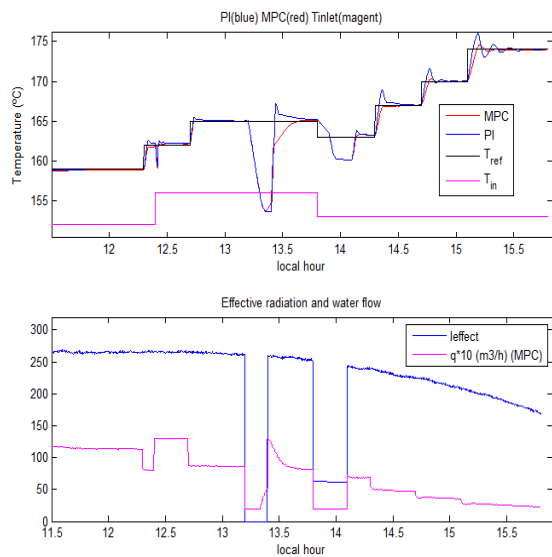 PI(blue) MPC(red) Tinlet(magent)
175
170
165
160
155
Temperature (ºC)
MPC
PI
T_ref
T_in
12 12.5 13 13.5 14 14.5 15 15.5
local hour
Effective radiation and water flow
300
250
200
150
100
50
0
Ieffect
q*10 (m3/h) (MPC)
11.5 12 12.5 13 13.5 14 14.5 15 15.5
local hour